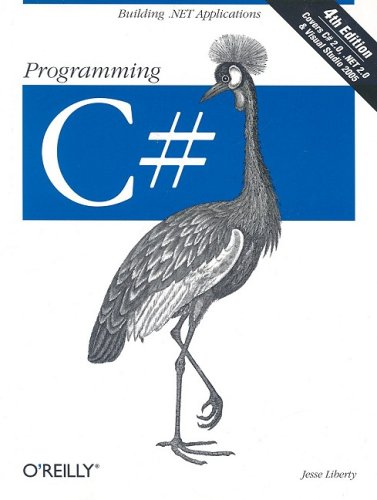 Building .NET Applications
4th Edition
Covers C# 2.0, .NET 2.0
& Visual Studio 2005
Programming
C#
O'REILLY®
Jesse Liberty